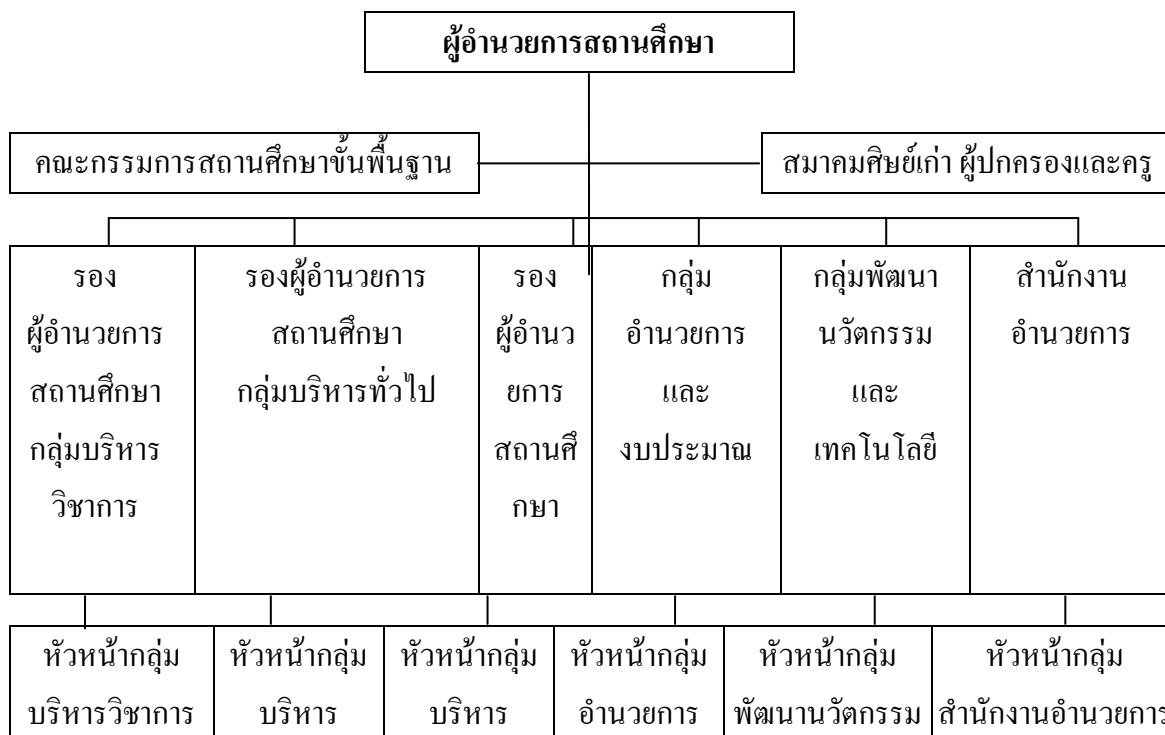 ผู้อำนวยการสถานศึกษา
คณะกรรมการสถานศึกษาขั้นพื้นฐาน
สมาคมศิษย์เก่า ผู้ปกครองและครู
รอง
ผู้อำนวยการ
สถานศึกษา
กลุ่มบริหาร
วิชาการ
รองผู้อำนวยการ
สถานศึกษา
กลุ่มบริหารทั่วไป
รอง
ผู้อำนว
ยการ
สถานศึ
กษา
กลุ่ม
อำนวยการ
และ
งบประมาณ
กลุ่มพัฒนา
นวัตกรรม
และ
เทคโนโลยี
สำนักงาน
อำนวยการ
หัวหน้ากลุ่ม
บริหารวิชาการ
หัวหน้ากลุ่ม
บริหาร
หัวหน้ากลุ่ม
บริหาร
หัวหน้ากลุ่ม
อำนวยการ
หัวหน้ากลุ่ม
พัฒนานวัตกรรม
หัวหน้ากลุ่ม
สำนักงานอำนวยการ